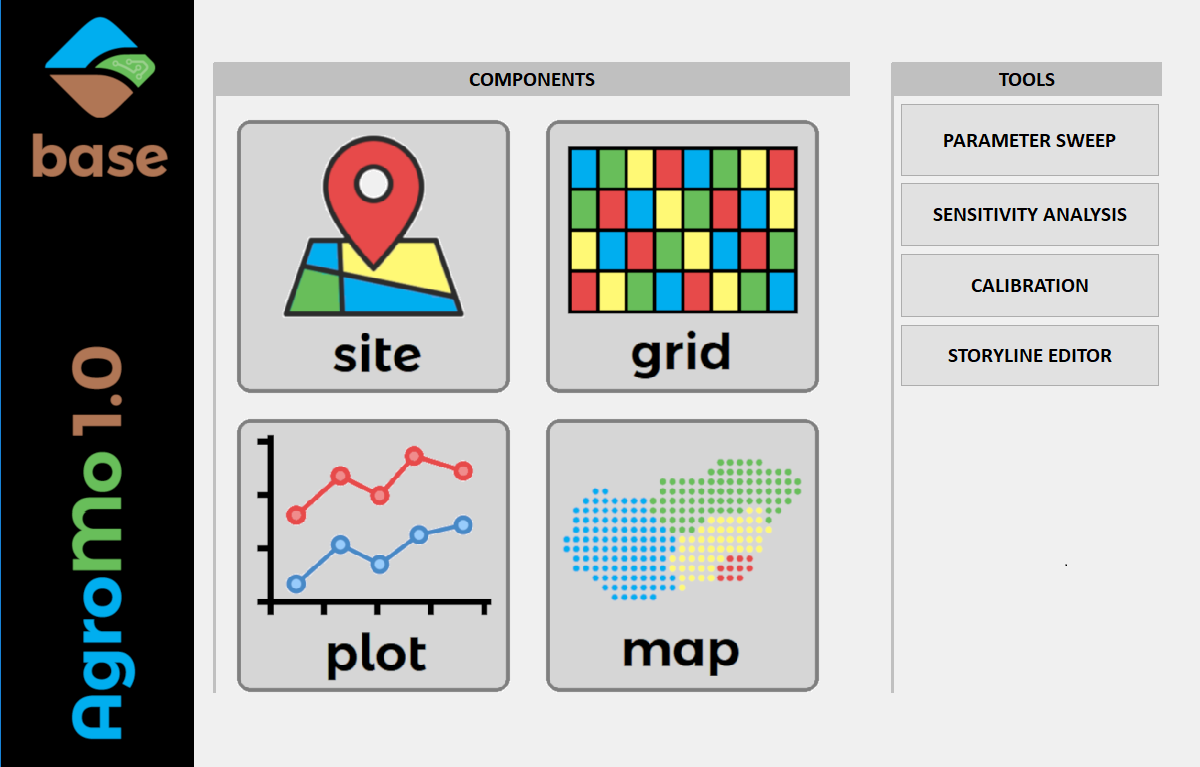 base
AgroMo 1.0
COMPONENTS
site
grid
plot
map
TOOLS
PARAMETER SWEEP
SENSITIVITY ANALYSIS
CALIBRATION
STORYLINE EDITOR